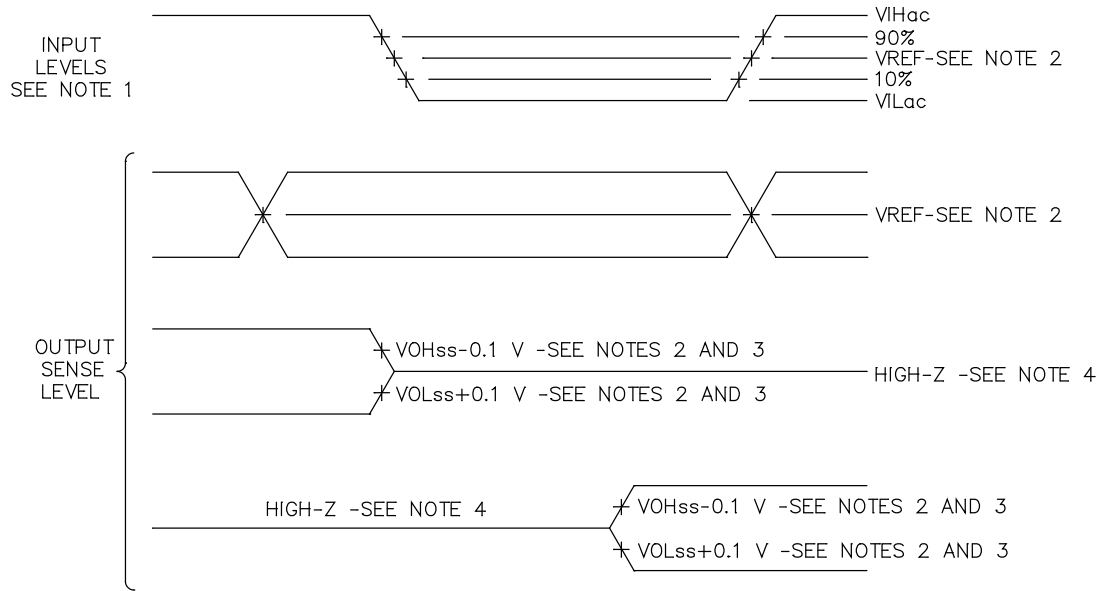 VIHac
90%
INPUT
LEVELS
SEE NOTE 1
VREF-SEE NOTE 2
10%
VILac
VREF-SEE NOTE 2
OUTPUT
SENSE
LEVEL
VOHss-0.1 V -SEE NOTES 2 AND 3
HIGH-Z -SEE NOTE 4
VOLss+0.1 V -SEE NOTES 2 AND 3
HIGH-Z -SEE NOTE 4
VOHss-0.1 V -SEE NOTES 2 AND 3
VOLss+0.1 V -SEE NOTES 2 AND 3